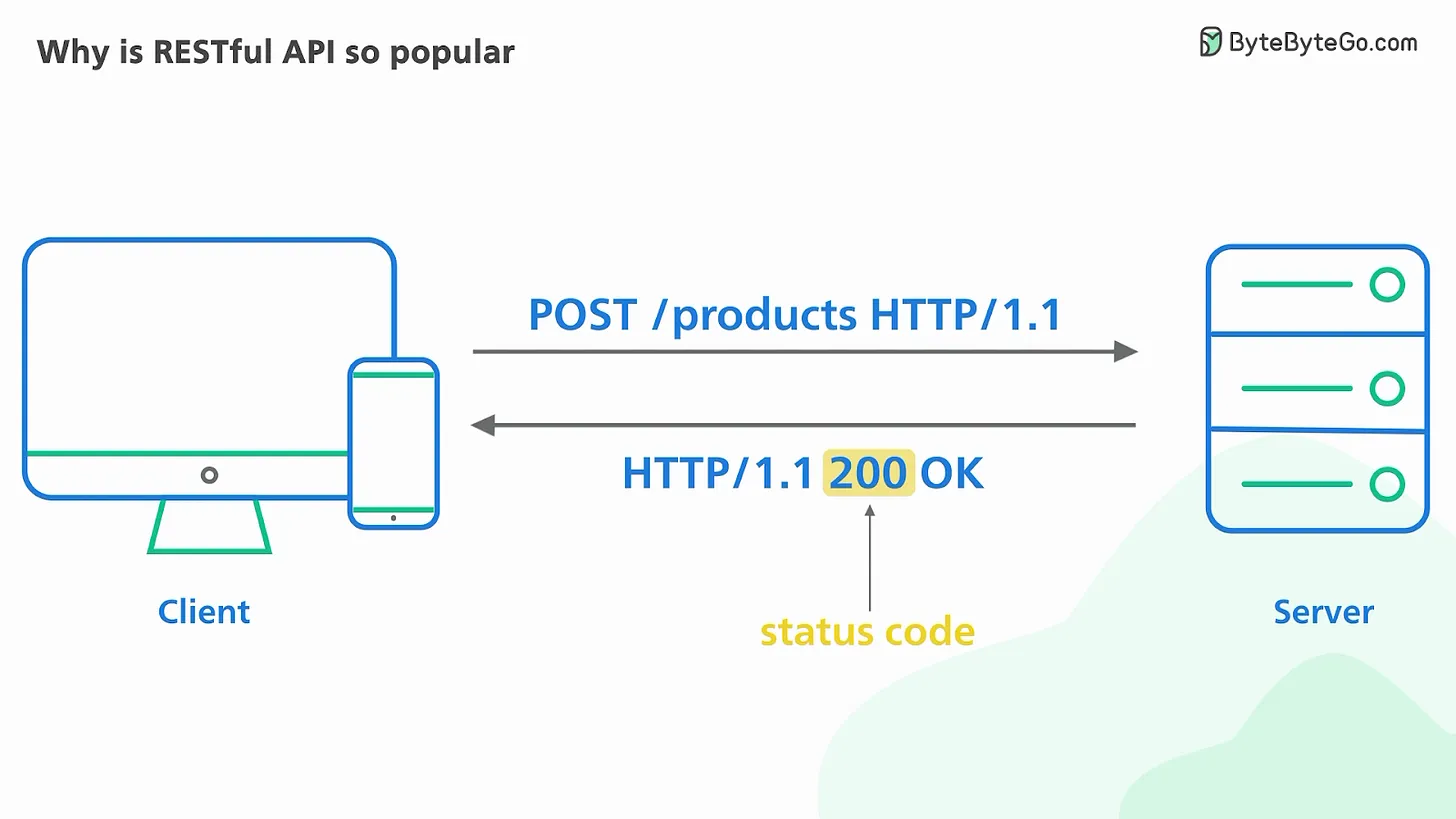 Why is RESTful API so popular
ByteByteGo.com
POST /products HTTP/1.1
HTTP/1.1 200 OK
status code
Client
Server